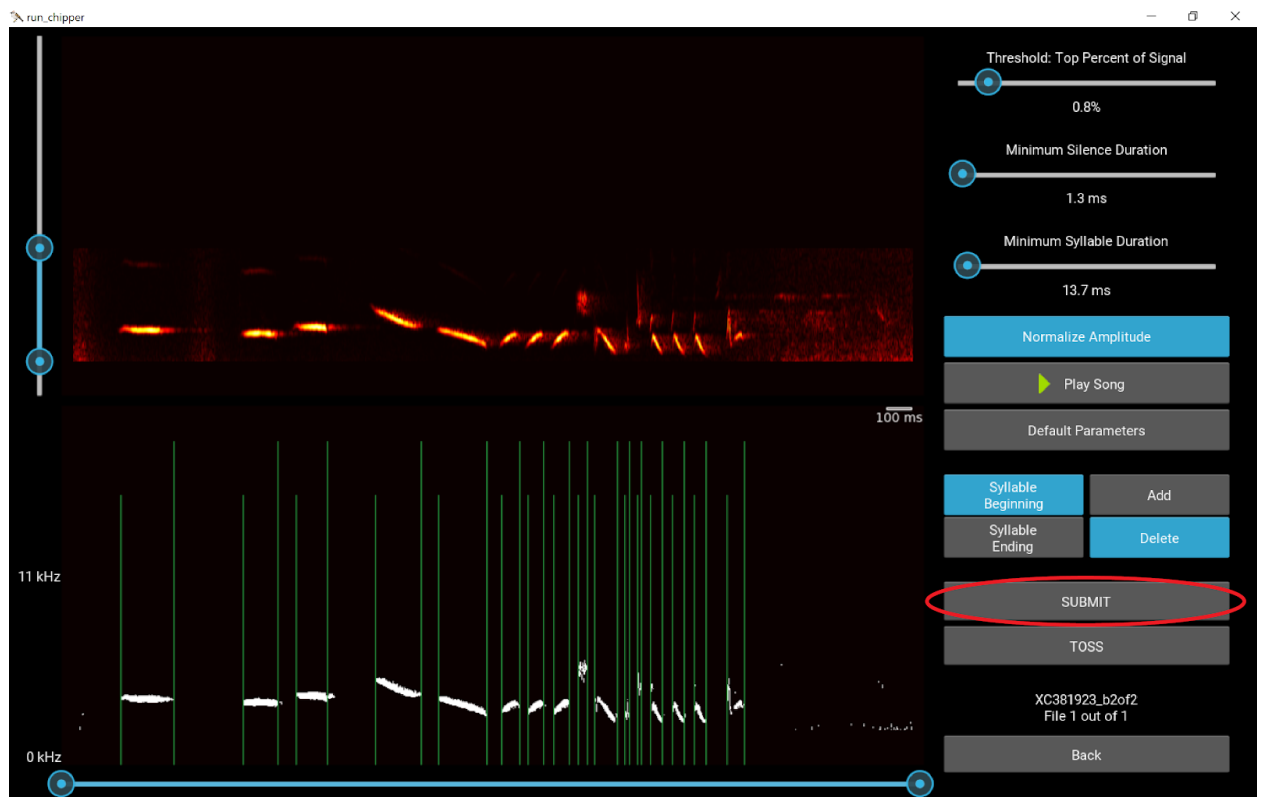 run_chipper
Threshold: Top Percent of Signal
0.8%
Minimum Silence Duration
1.3 ms
Minimum Syllable Duration
13.7 ms
Normalize Amplitude
Play Song
Default Parameters
100 ms
Syllable
Beginning
Add
Syllable
Ending
Delete
11 kHz
SUBMIT
TOSS
XC381923_b2of2
File 1 out of 1
0 kHz
Back